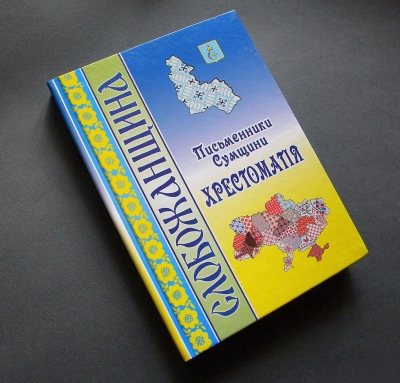 СЛОБОЖАНЩИНА
Письменники
Сумщини
ХРЕСТОМАТІЯ